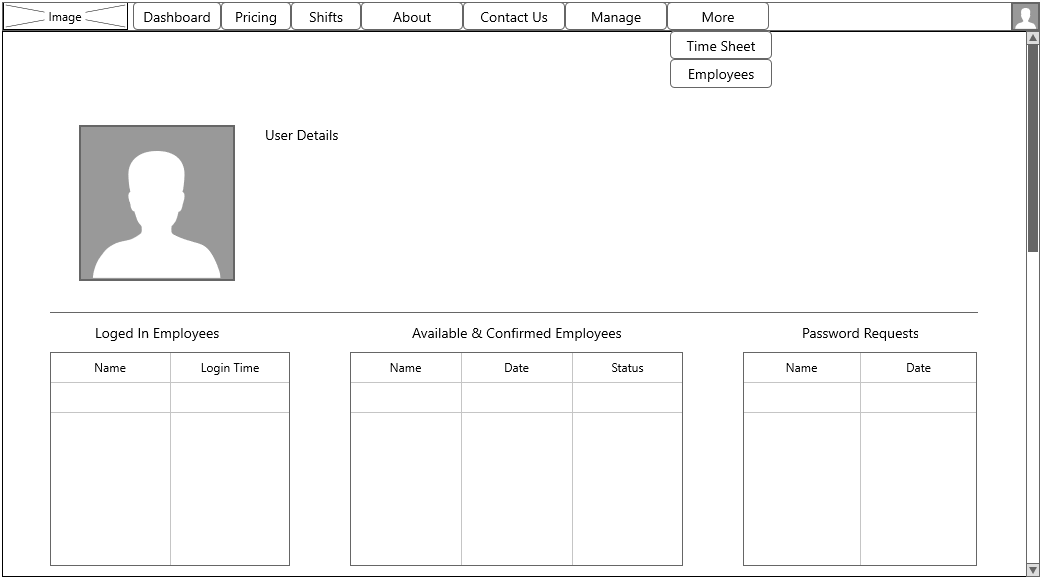 Image Dashboard Pricing Shifts About Contact Us Manage More
Time Sheet
Employees
User Details
Loged In Employees Available & Confirmed Employees Password Requests
Name Login Time Name Date Status Name Date